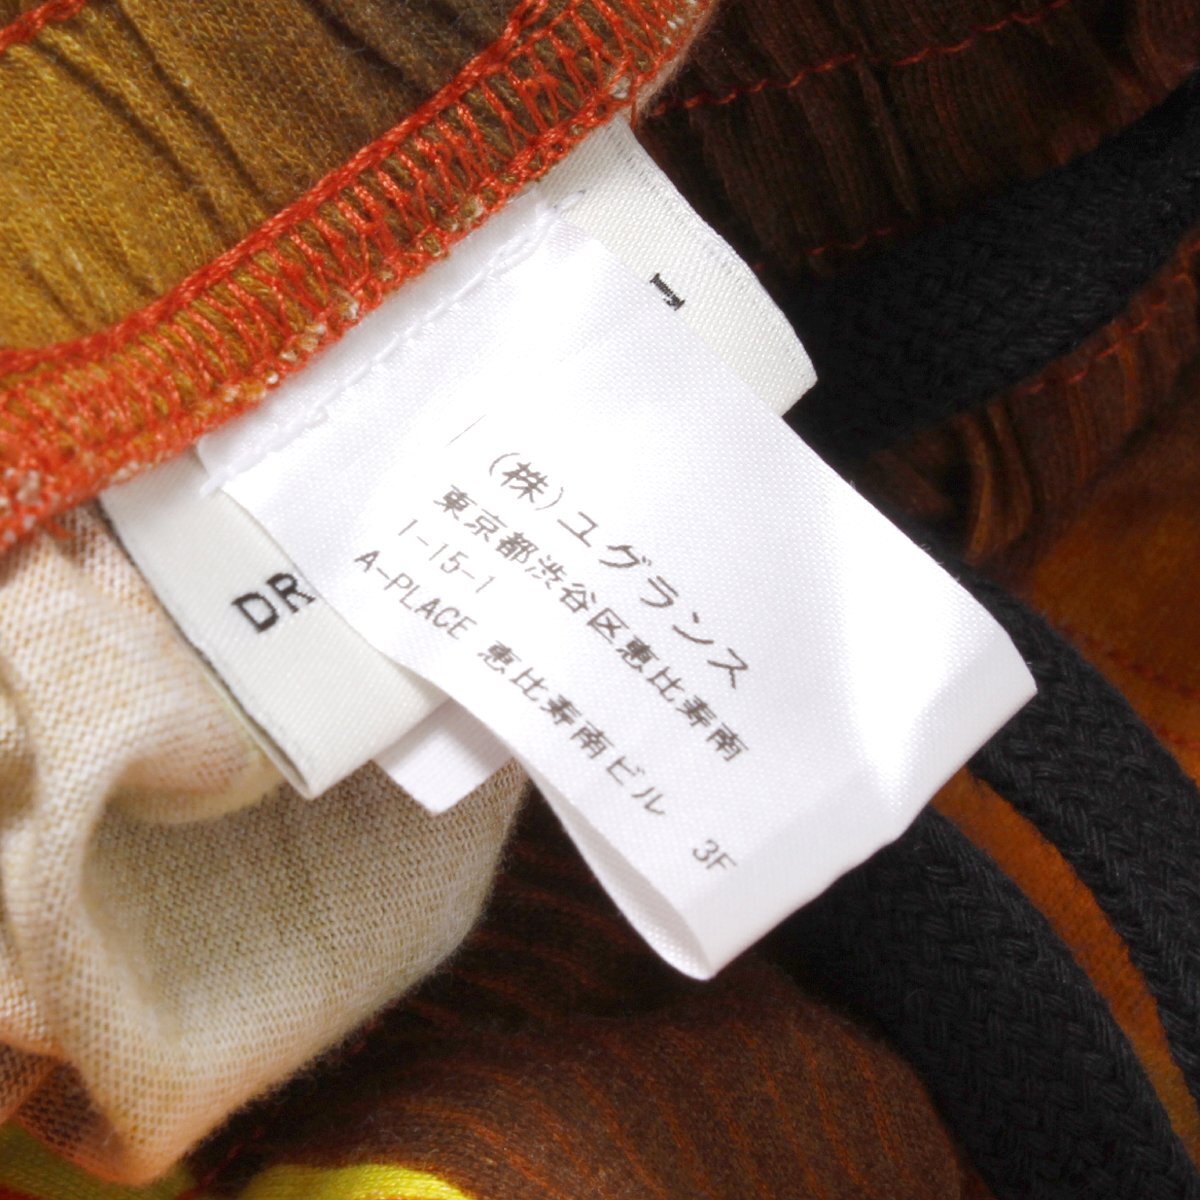 (株)ユグランス
東京都渋谷区恵比寿南
1-15-1
A-PLACE 恵比寿南ビル 3F
DR